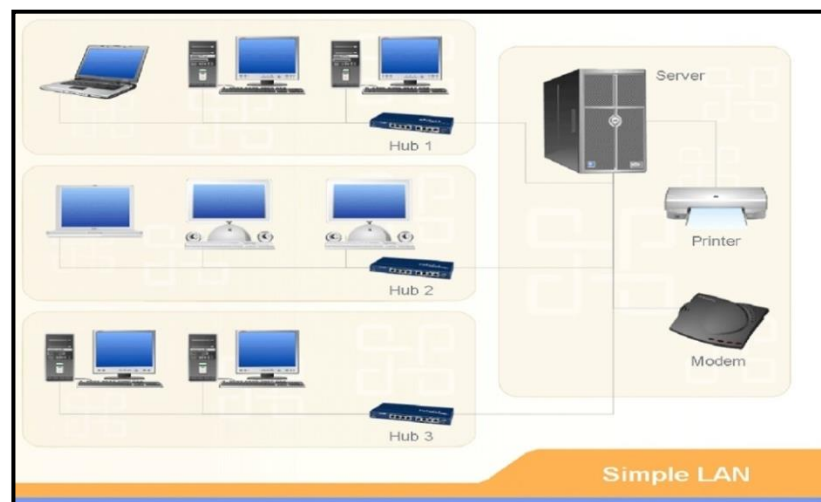 Server
Hub 1
Printer
Hub 2
Modem
Hub 3
Simple LAN